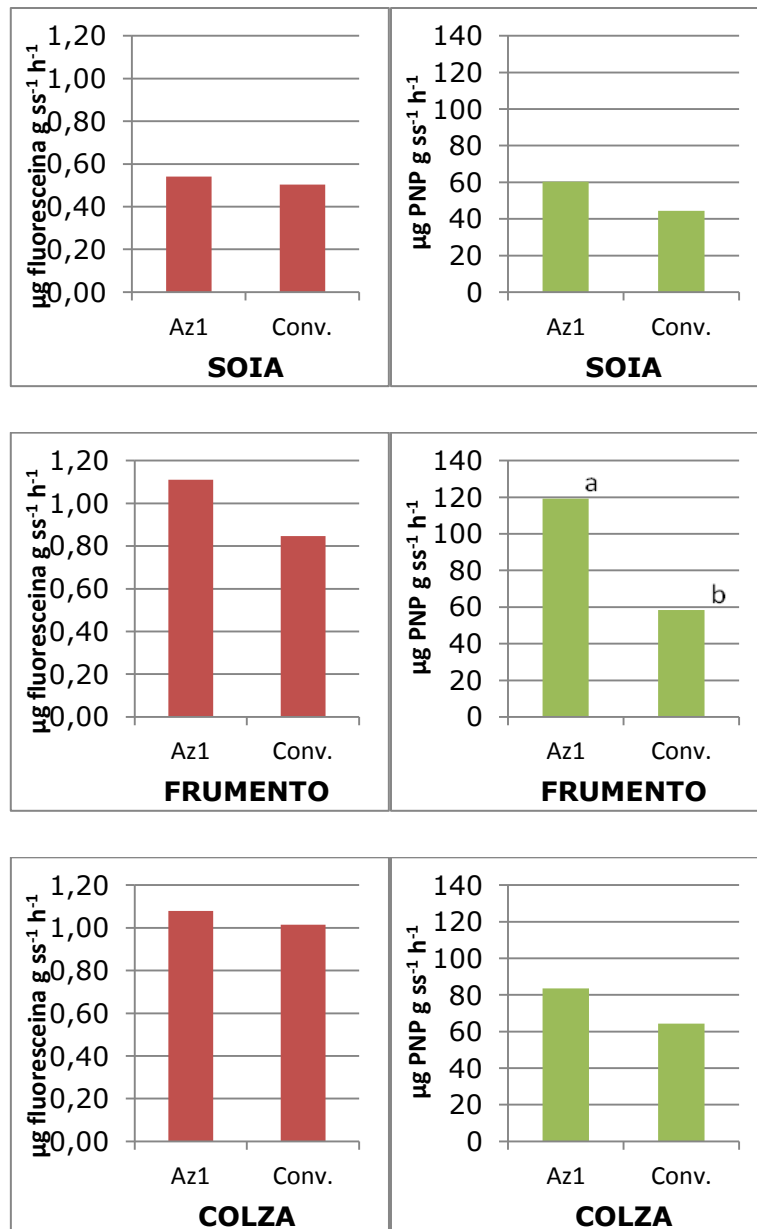 µg fluoresceina g ss⁻¹ h⁻¹
1,20
1,00
0,80
0,60
0,40
0,20
0,00
Az1 Conv.
SOIA
µg PNP g ss⁻¹ h⁻¹
140
120
100
80
60
40
20
0
Az1 Conv.
SOIA
µg fluoresceina g ss⁻¹ h⁻¹
1,20
1,00
0,80
0,60
0,40
0,20
0,00
Az1 Conv.
FRUMENTO
µg PNP g ss⁻¹ h⁻¹
140
120
100
80
60
40
20
0
a
b
Az1 Conv.
FRUMENTO
µg fluoresceina g ss⁻¹ h⁻¹
1,20
1,00
0,80
0,60
0,40
0,20
0,00
Az1 Conv.
COLZA
µg PNP g ss⁻¹ h⁻¹
140
120
100
80
60
40
20
0
Az1 Conv.
COLZA